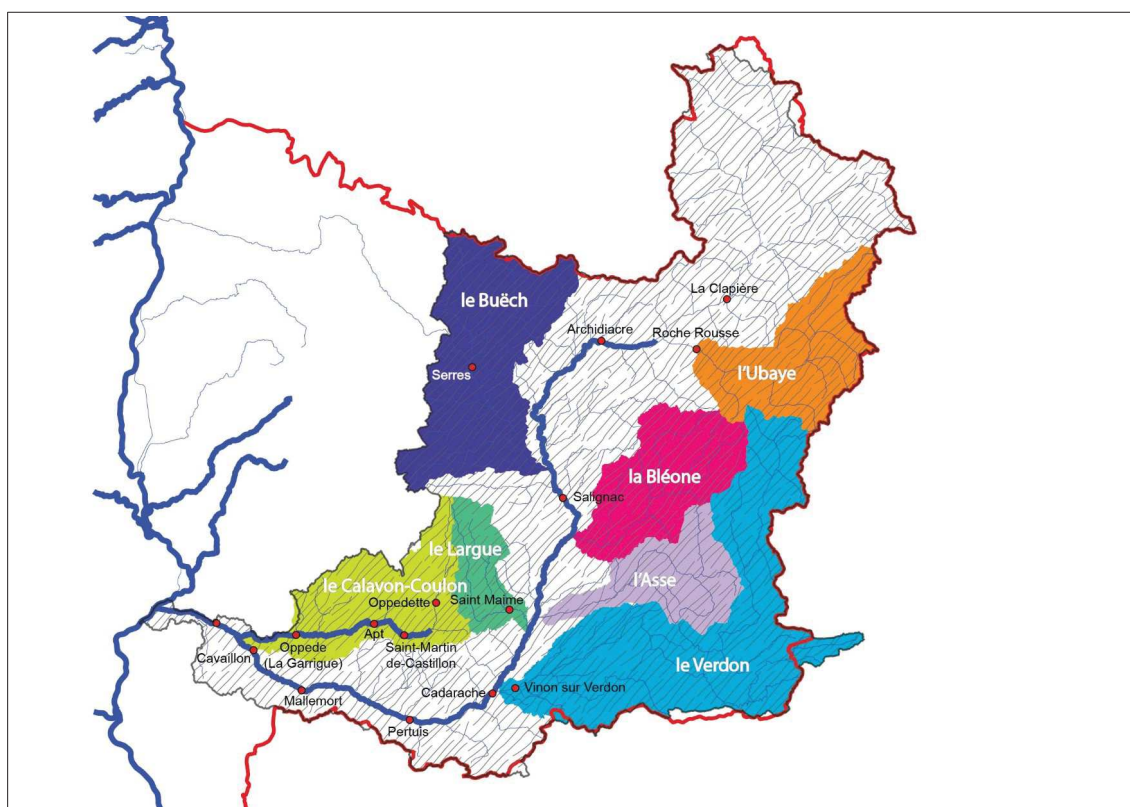 le Buëch
La Clapière
Archidiacre
Roche Rousse
Serres
l'Ubaye
la Bléone
Salignac
le Largue
l'Asse
le Calavon-Coulon
Oppedette
Saint Maime
Apt
Oppede
(La Garrigue)
Saint-Martin
de-Castillon
Cavaillon
le Verdon
Mallemort
Cadarache
Vinon sur Verdon
Pertuis